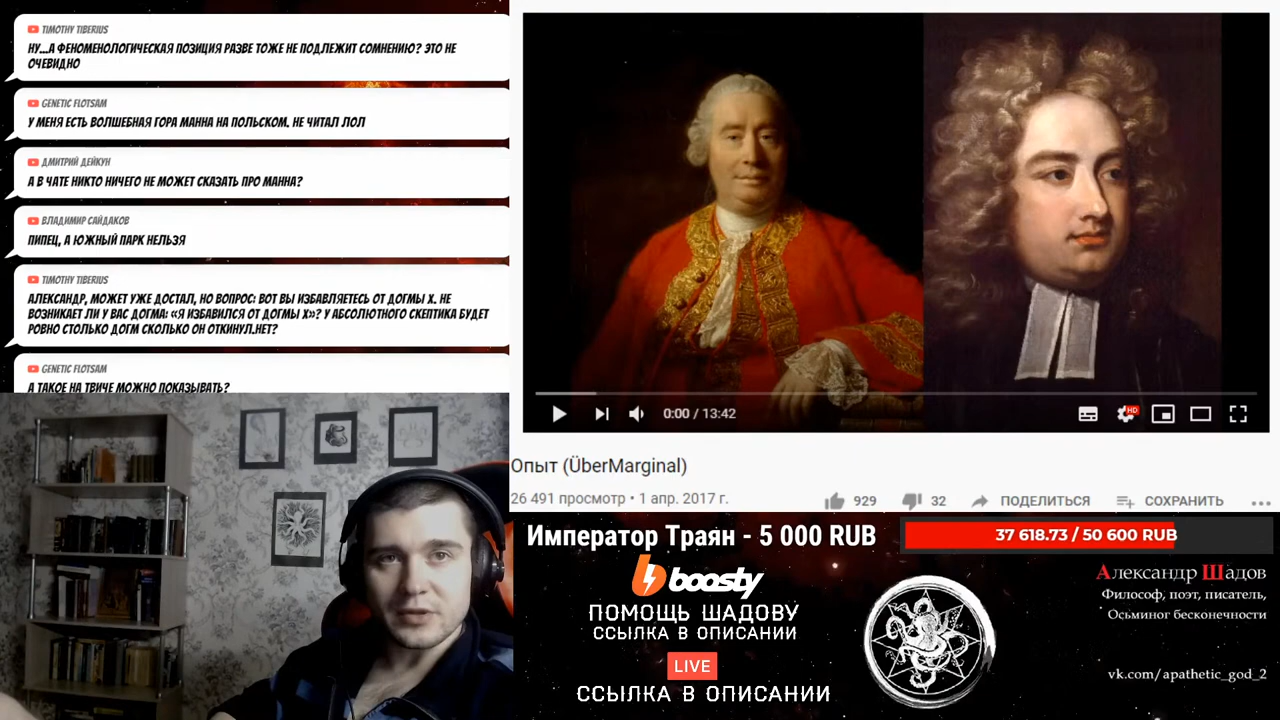 TIMOTHY TIBERIUS
НУ...А ФЕНОМЕНОЛОГИЧЕСКАЯ ПОЗИЦИЯ РАЗВЕ ТОЖЕ НЕ ПОДЛЕЖИТ СОМНЕНИЮ? ЭТО НЕ
ОЧЕВИДНО
GENETIC FLOTSAM
У МЕНЯ ЕСТЬ ВОЛШЕБНАЯ ГОРА МАННА НА ПОЛЬСКОМ. НЕ ЧИТАЛ ЛОЛ
ДМИТРИЙ ДЕЙКУН
А В ЧАТЕ НИКТО НИЧЕГО НЕ МОЖЕТ СКАЗАТЬ ПРО МАННА?
ВЛАДИМИР САЙДАКОВ
ПИПЕЦ, А ЮЖНЫЙ ПАРК НЕЛЬЗЯ
TIMOTHY TIBERIUS
АЛЕКСАНДР, МОЖЕТ УЖЕ ДОСТАЛ, НО ВОПРОС: ВОТ ВЫ ИЗБАВЛЯЕТЕСЬ ОТ ДОГМЫ Х. НЕ
ВОЗНИКАЕТ ЛИ У ВАС ДОГМА: «Я ИЗБАВИЛСЯ ОТ ДОГМЫ Х»? У АБСОЛЮТНОГО СКЕПТИКА БУДЕТ
РОВНО СТОЛЬКО ДОГМ СКОЛЬКО ОН ОТКИНУЛ.НЕТ?
GENETIC FLOTSAM
А ТАКОЕ НА ТВИЧЕ МОЖНО ПОКАЗЫВАТЬ?
0:00 / 13:42
HD
Опыт (ÜberMarginal)
26 491 просмотр • 1 апр. 2017 г.
929
32
ПОДЕЛИТЬСЯ
СОХРАНИТЬ
Император Траян - 5 000 RUB
37 618.73 / 50 600 RUB
boosty
ПОМОЩЬ ШАДОВУ
ССЫЛКА В ОПИСАНИИ
LIVE
ССЫЛКА В ОПИСАНИИ
Александр Шадов
Философ, поэт, писатель,
Осьминог бесконечности
vk.com/apathetic_god_2